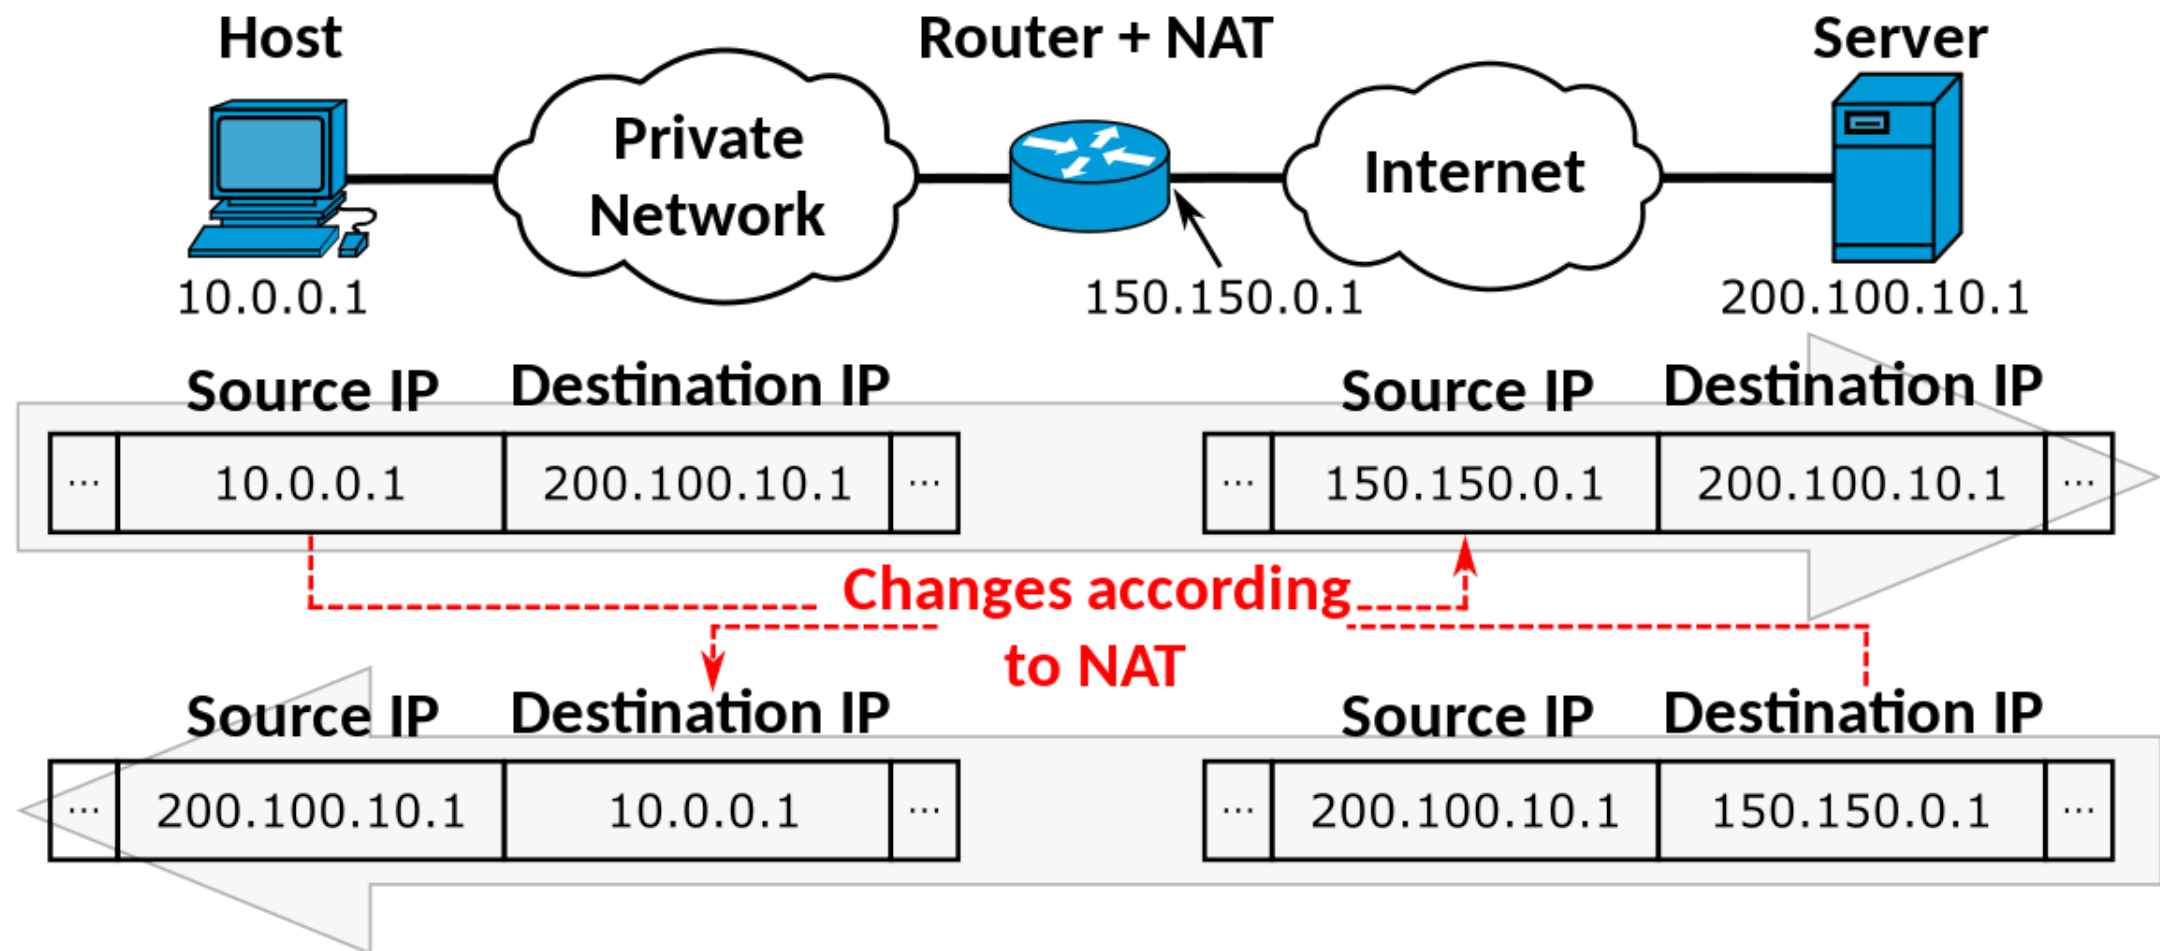 Host
Router + NAT
Server
Private
Network
Internet
10.0.0.1
150.150.0.1
200.100.10.1
Source IP Destination IP
Source IP Destination IP
... 10.0.0.1 200.100.10.1 ...
... 150.150.0.1 200.100.10.1 ...
Changes according
to NAT
Source IP Destination IP
Source IP Destination IP
... 200.100.10.1 10.0.0.1 ...
... 200.100.10.1 150.150.0.1 ...